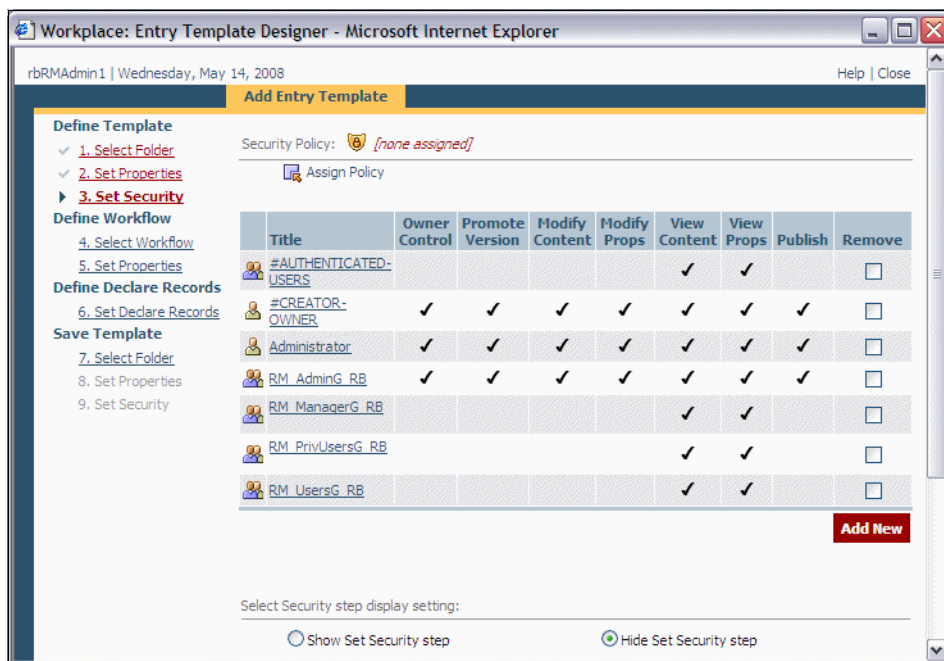 Workplace: Entry Template Designer - Microsoft Internet Explorer
rbRMAdmin1 | Wednesday, May 14, 2008
Help | Close
Add Entry Template
Define Template
1. Select Folder
2. Set Properties
3. Set Security
Define Workflow
4. Select Workflow
5. Set Properties
Define Declare Records
6. Set Declare Records
Save Template
7. Select Folder
8. Set Properties
9. Set Security
Security Policy: [none assigned]
Assign Policy
Title Owner Control Promote Version Modify Content Modify Props View Content View Props Publish Remove
#AUTHENTICATED-
USERS
#CREATOR-
OWNER
Administrator
RM_AdminG_RB
RM_ManagerG_RB
RM_PrivUsersG_RB
RM_UsersG_RB
Add New
Select Security step display setting:
Show Set Security step Hide Set Security step